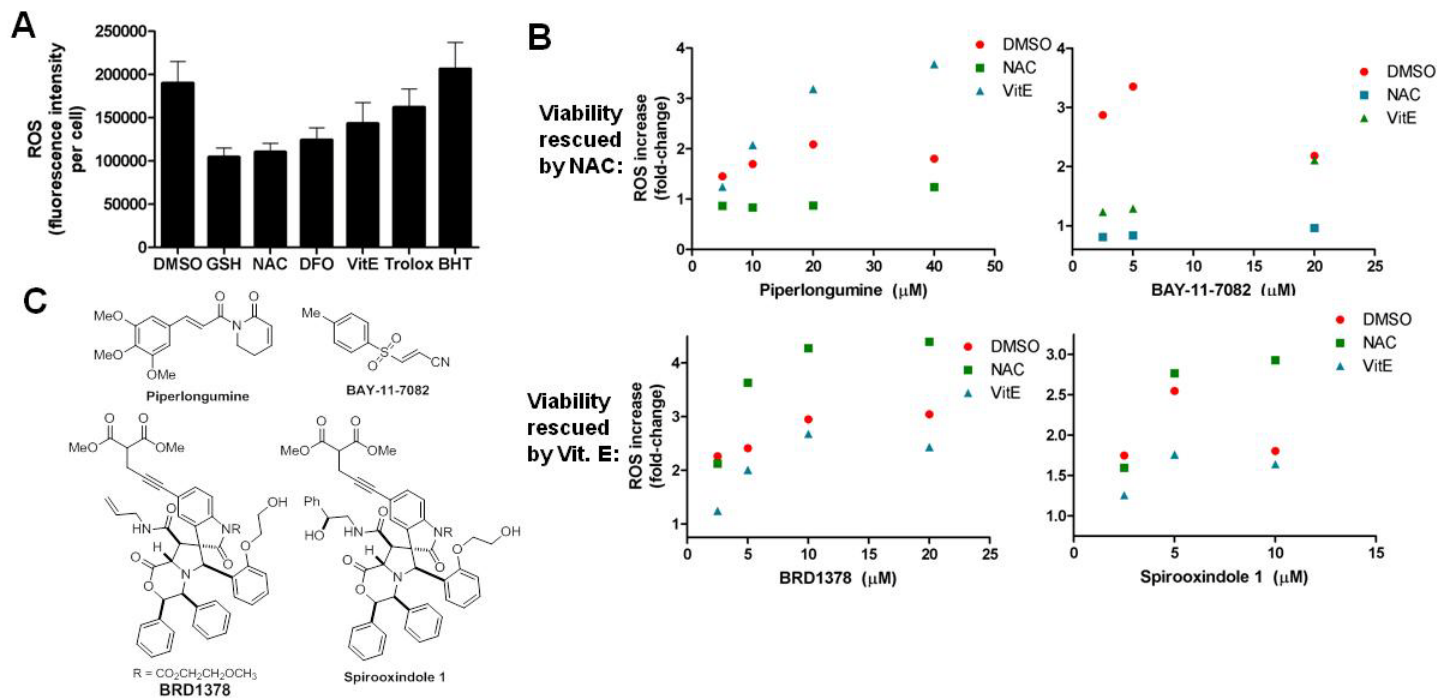 A
ROS
(fluorescence intensity
per cell)
250000
200000
150000
100000
50000
0
DMSO GSH NAC DFO VitE Trolox BHT
B
Viability
rescued
by NAC:
ROS increase
(fold-change)
4
3
2
1
0
0 10 20 30 40 50
Piperlongumine (µM)
DMSO
NAC
VitE
4
3
2
1
0 5 10 15 20 25
BAY-11-7082 (µM)
DMSO
NAC
VitE
Viability
rescued
by Vit. E:
ROS increase
(fold-change)
4
3
2
1
0 5 10 15 20 25
BRD1378 (µM)
DMSO
NAC
VitE
3.0
2.5
2.0
1.5
1.0
0 5 10 15
Spirooxindole 1 (µM)
DMSO
NAC
VitE
C
MeO
MeO
OMe
O
N
O
Piperlongumine
Me
O
S
O
CN
BAY-11-7082
O O
MeO OMe
O
HN
N R
O
O
OH
H
O
N
O
R = CO2CH2CH2OCH3
BRD1378
O O
MeO OMe
Ph
HO
NH
O
N R
O
O
OH
H
O
N
O
Spirooxindole 1